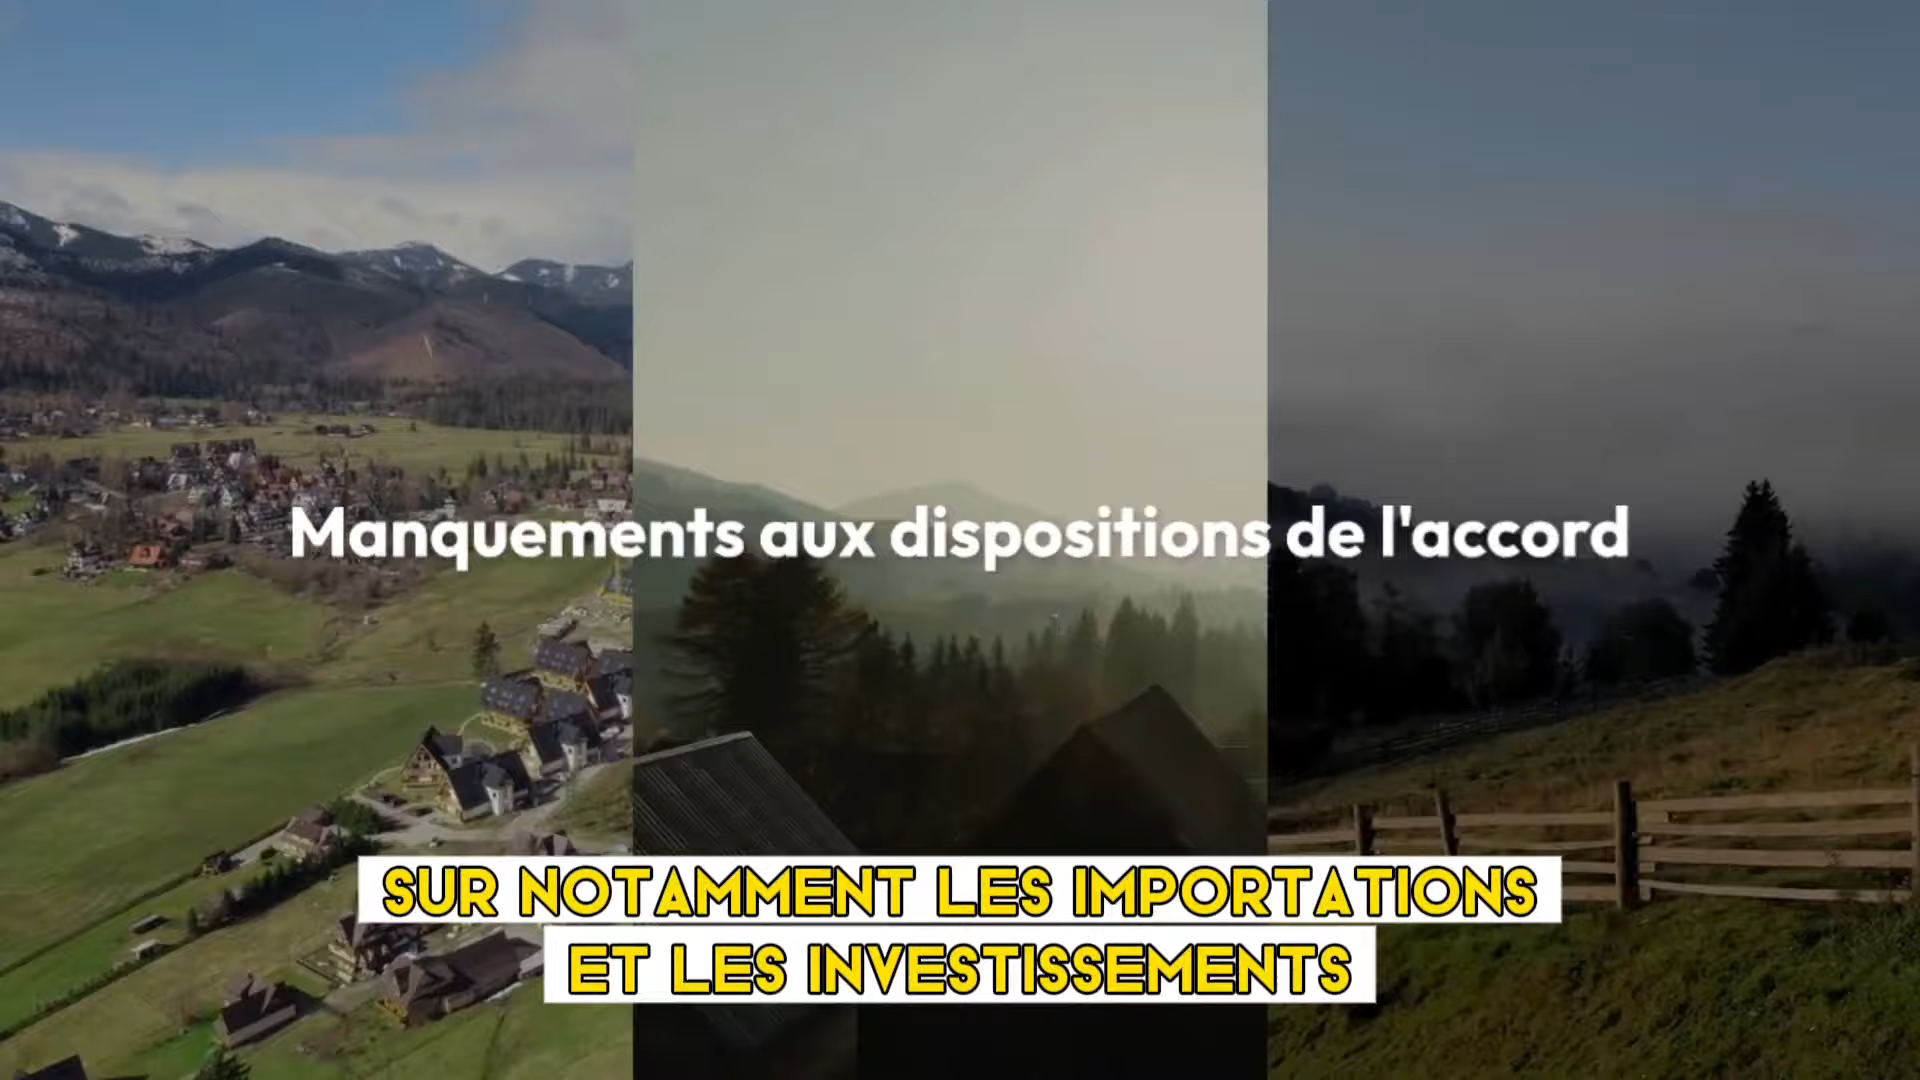 Manquements aux dispositions de l'accord
SUR NOTAMMENT LES IMPORTATIONS
ET LES INVESTISSEMENTS